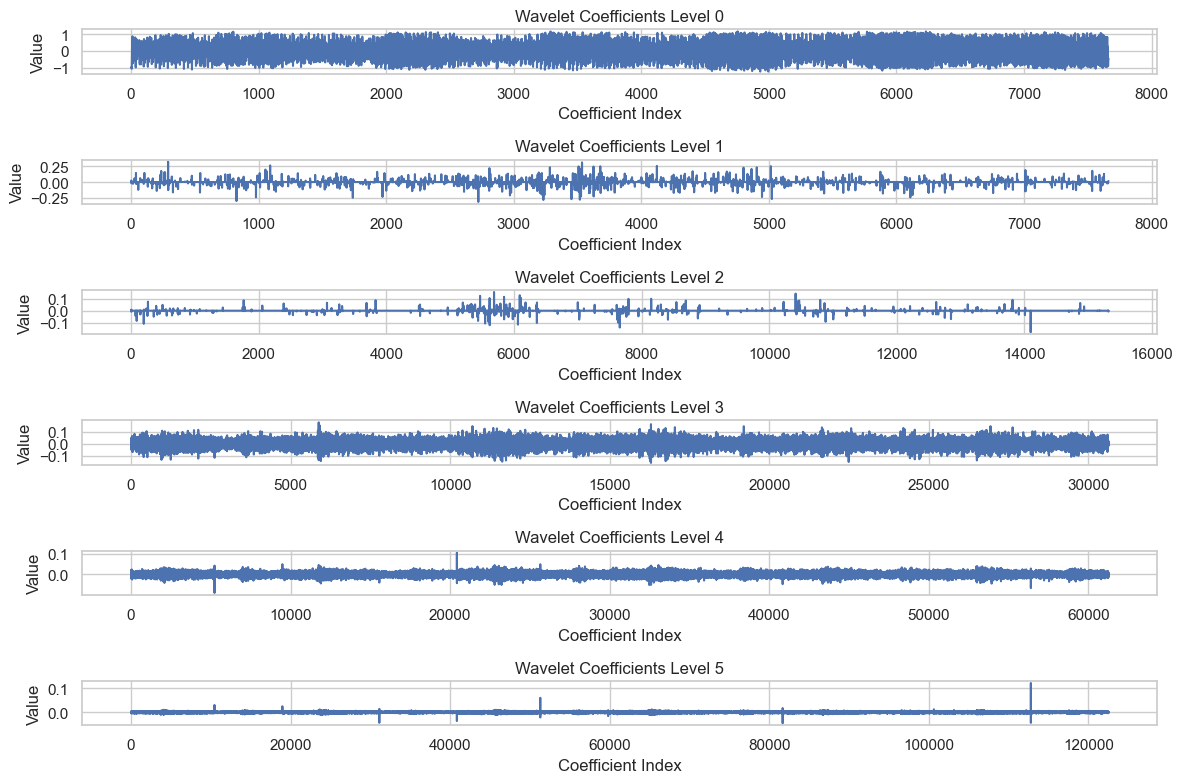 Wavelet Coefficients Level 0
Value
1
0
−1
0 1000 2000 3000 4000 5000 6000 7000 8000
Coefficient Index
Wavelet Coefficients Level 1
Value
0.25
0.00
−0.25
0 1000 2000 3000 4000 5000 6000 7000 8000
Coefficient Index
Wavelet Coefficients Level 2
Value
0.1
0.0
−0.1
0 2000 4000 6000 8000 10000 12000 14000 16000
Coefficient Index
Wavelet Coefficients Level 3
Value
0.1
0.0
−0.1
0 5000 10000 15000 20000 25000 30000
Coefficient Index
Wavelet Coefficients Level 4
Value
0.1
0.0
0 10000 20000 30000 40000 50000 60000
Coefficient Index
Wavelet Coefficients Level 5
Value
0.1
0.0
0 20000 40000 60000 80000 100000 120000
Coefficient Index